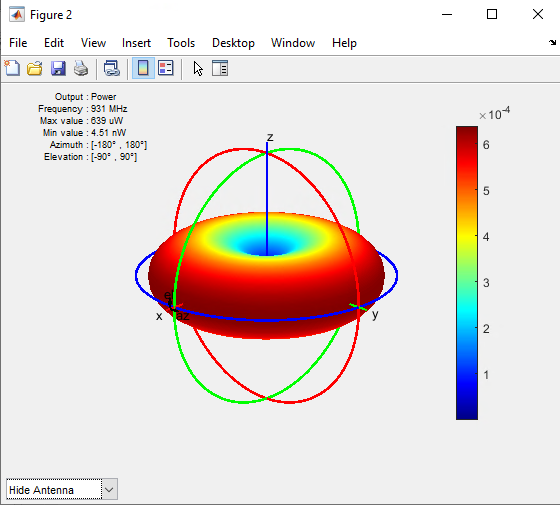 Figure 2
File Edit View Insert Tools Desktop Window Help
Output : Power
Frequency : 931 MHz
Max value : 639 uW
Min value : 4.51 nW
Azimuth : [-180° , 180°]
Elevation : [-90° , 90°]
×10⁻⁴
z
6
5
4
3
2
1
x
az
y
Hide Antenna